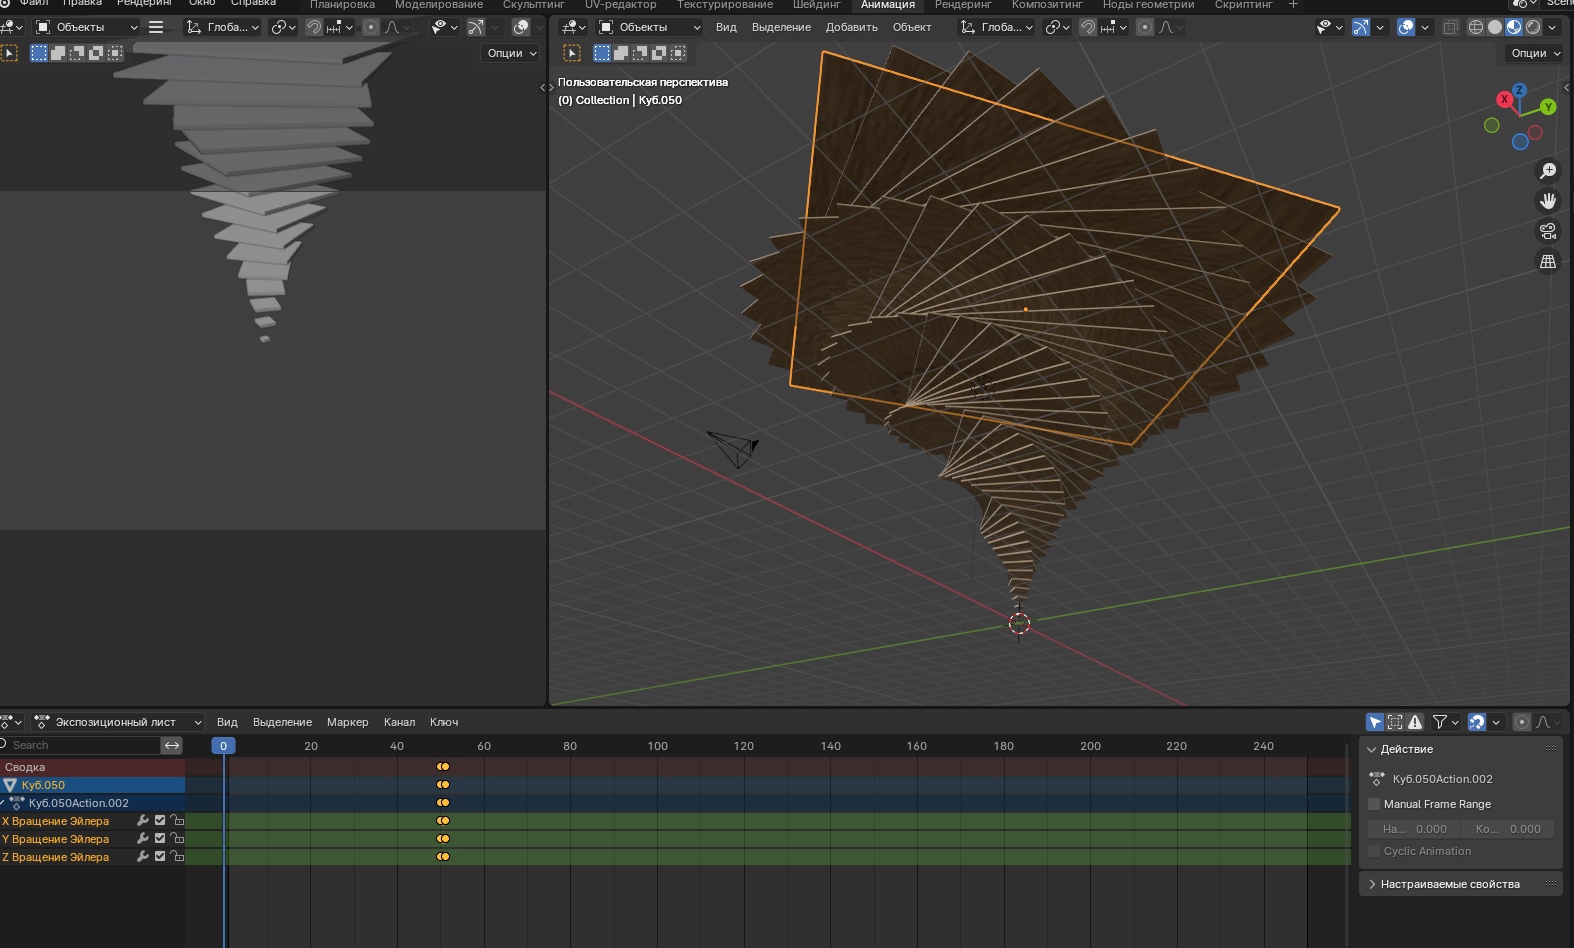 Файл Правка Рендеринг Окно Справка
Планировка Моделирование Скульптинг UV-редактор Текстурирование Шейдинг Анимация Рендеринг Композитинг Ноды геометрии Скриптинг +
Объекты Глоба...
Опции
Объекты Вид Выделение Добавить Объект Глоба...
Опции
Пользовательская перспектива
(0) Collection | Куб.050
X Y Z
Экспозиционный лист Вид Выделение Маркер Канал Ключ
Search
0 20 40 60 80 100 120 140 160 180 200 220 240
Сводка
Куб.050
Куб.050Action.002
X Вращение Эйлера
Y Вращение Эйлера
Z Вращение Эйлера
Действие
Куб.050Action.002
Manual Frame Range
На... 0.000 Ко... 0.000
Cyclic Animation
Настраиваемые свойства